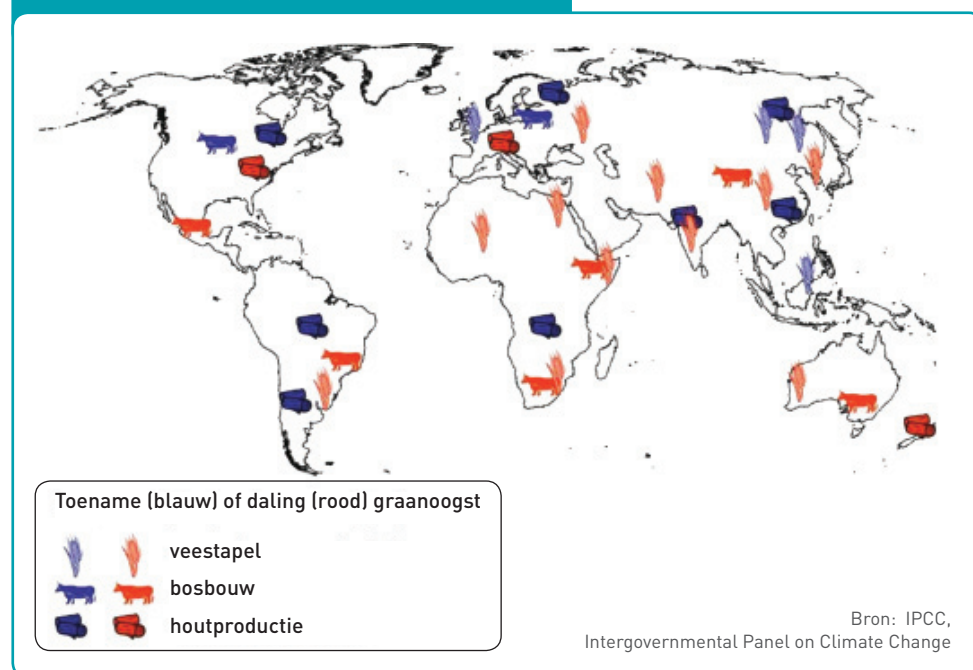 Toename (blauw) of daling (rood) graanoogst
veestapel
bosbouw
houtproductie
Bron: IPCC,
Intergovernmental Panel on Climate Change